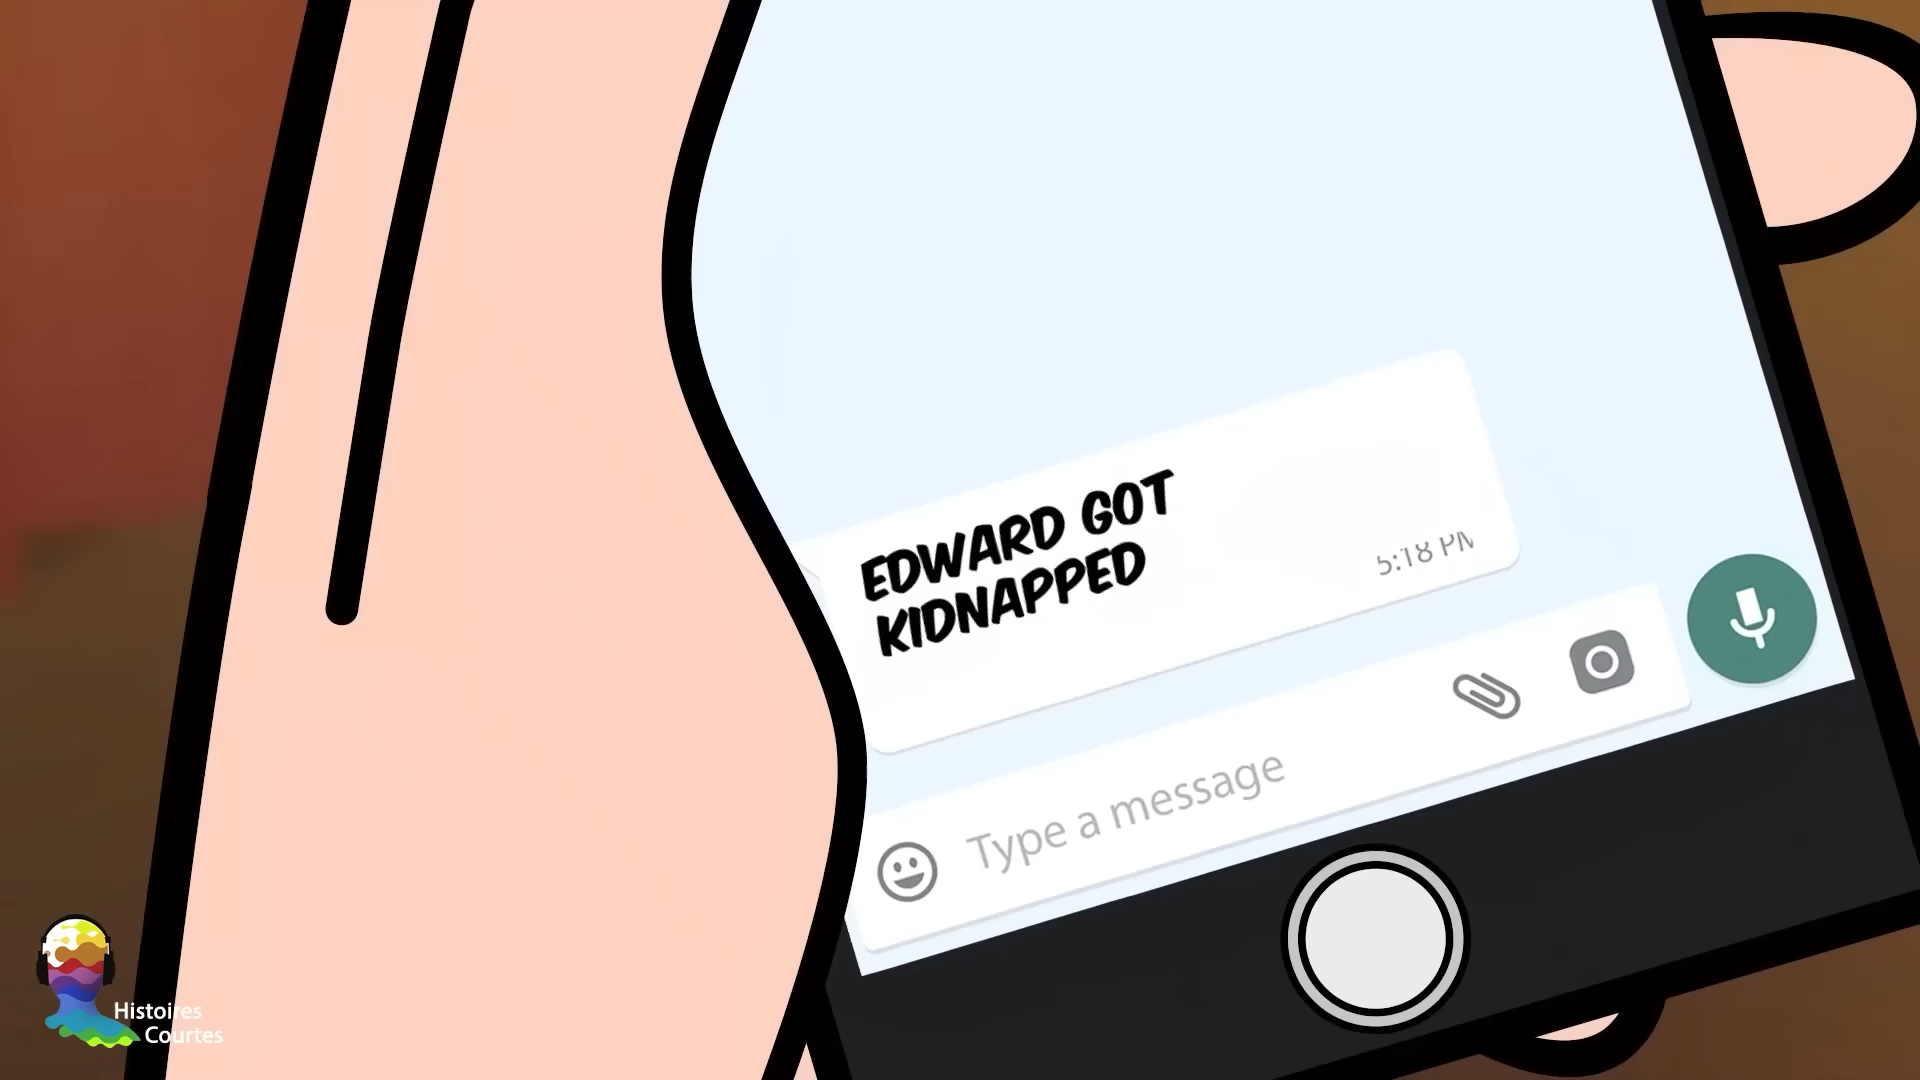 EDWARD GOT
KIDNAPPED
5:18 PM
Type a message
Histoires
Courtes